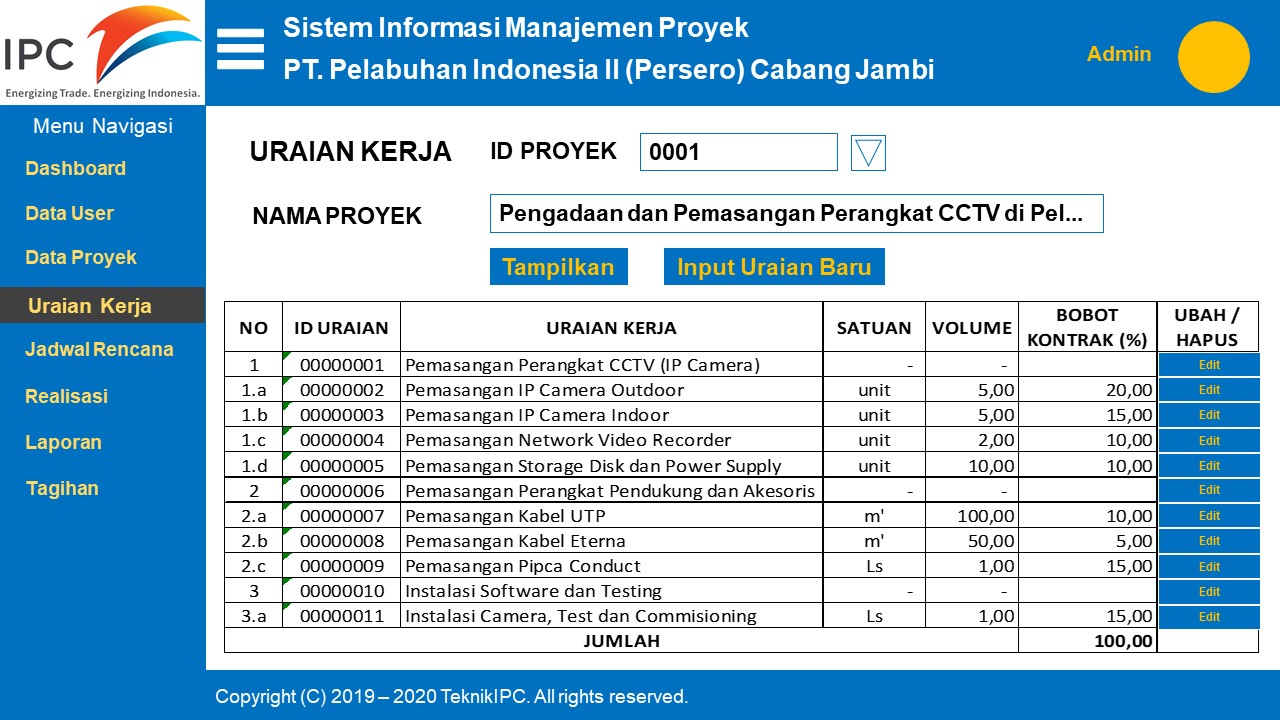 IPC
Energizing Trade. Energizing Indonesia.
Sistem Informasi Manajemen Proyek
PT. Pelabuhan Indonesia II (Persero) Cabang Jambi
Admin
Menu Navigasi
Dashboard
Data User
Data Proyek
Uraian Kerja
Jadwal Rencana
Realisasi
Laporan
Tagihan
URAIAN KERJA ID PROYEK 0001
NAMA PROYEK Pengadaan dan Pemasangan Perangkat CCTV di Pel...
Tampilkan Input Uraian Baru
NO ID URAIAN URAIAN KERJA SATUAN VOLUME BOBOT KONTRAK (%) UBAH / HAPUS
1 00000001 Pemasangan Perangkat CCTV (IP Camera) - - Edit
1.a 00000002 Pemasangan IP Camera Outdoor unit 5,00 20,00 Edit
1.b 00000003 Pemasangan IP Camera Indoor unit 5,00 15,00 Edit
1.c 00000004 Pemasangan Network Video Recorder unit 2,00 10,00 Edit
1.d 00000005 Pemasangan Storage Disk dan Power Supply unit 10,00 10,00 Edit
2 00000006 Pemasangan Perangkat Pendukung dan Akesoris - - Edit
2.a 00000007 Pemasangan Kabel UTP m' 100,00 10,00 Edit
2.b 00000008 Pemasangan Kabel Eterna m' 50,00 5,00 Edit
2.c 00000009 Pemasangan Pipca Conduct Ls 1,00 15,00 Edit
3 00000010 Instalasi Software dan Testing - - Edit
3.a 00000011 Instalasi Camera, Test dan Commisioning Ls 1,00 15,00 Edit
JUMLAH 100,00
Copyright (C) 2019 – 2020 TeknikIPC. All rights reserved.